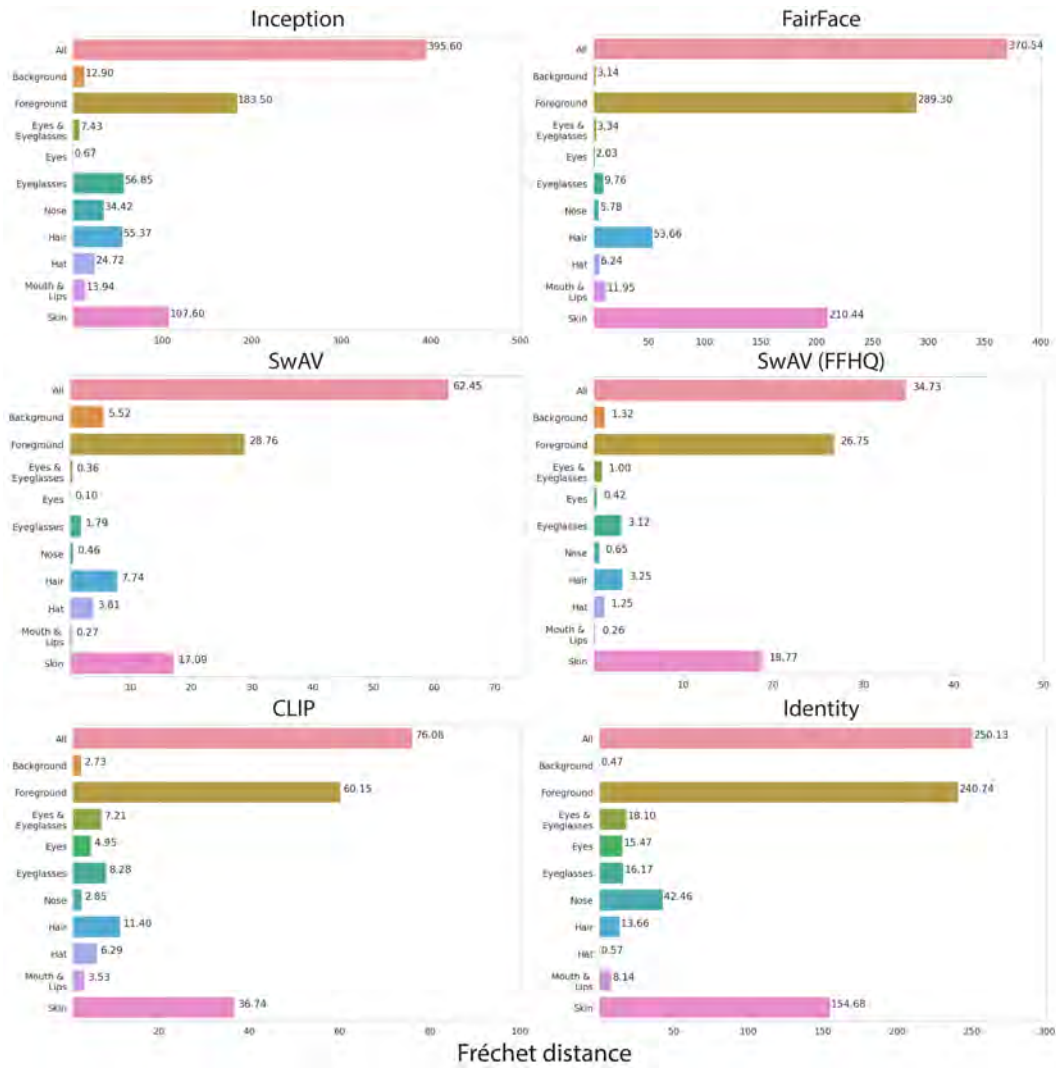 Inception
All 395.60
Background 12.90
Foreground 183.50
Eyes &
Eyeglasses 7.43
Eyes 0.67
Eyeglasses 56.85
Nose 34.42
Hair 55.37
Hat 24.72
Mouth &
Lips 13.94
Skin 107.60
100 200 300 400 500
FairFace
All 370.54
Background 3.14
Foreground 289.30
Eyes &
Eyeglasses 3.34
Eyes 2.03
Eyeglasses 9.76
Nose 5.78
Hair 53.66
Hat 6.24
Mouth &
Lips 11.95
Skin 210.44
50 100 150 200 250 300 350 400
SwAV
All 62.45
Background 5.52
Foreground 28.76
Eyes &
Eyeglasses 0.36
Eyes 0.10
Eyeglasses 1.79
Nose 0.46
Hair 7.74
Hat 3.81
Mouth &
Lips 0.27
Skin 17.09
10 20 30 40 50 60 70
SwAV (FFHQ)
All 34.73
Background 1.32
Foreground 26.75
Eyes &
Eyeglasses 1.00
Eyes 0.42
Eyeglasses 3.12
Nose 0.65
Hair 3.25
Hat 1.25
Mouth &
Lips 0.26
Skin 18.77
10 20 30 40 50
CLIP
All 76.08
Background 2.73
Foreground 60.15
Eyes &
Eyeglasses 7.21
Eyes 4.95
Eyeglasses 8.28
Nose 2.85
Hair 11.40
Hat 6.29
Mouth &
Lips 3.53
Skin 36.74
20 40 60 80 100
Identity
All 250.13
Background 0.47
Foreground 240.74
Eyes &
Eyeglasses 18.10
Eyes 15.47
Eyeglasses 16.17
Nose 42.46
Hair 13.66
Hat 0.57
Mouth &
Lips 8.14
Skin 154.68
50 100 150 200 250 300
Fréchet distance